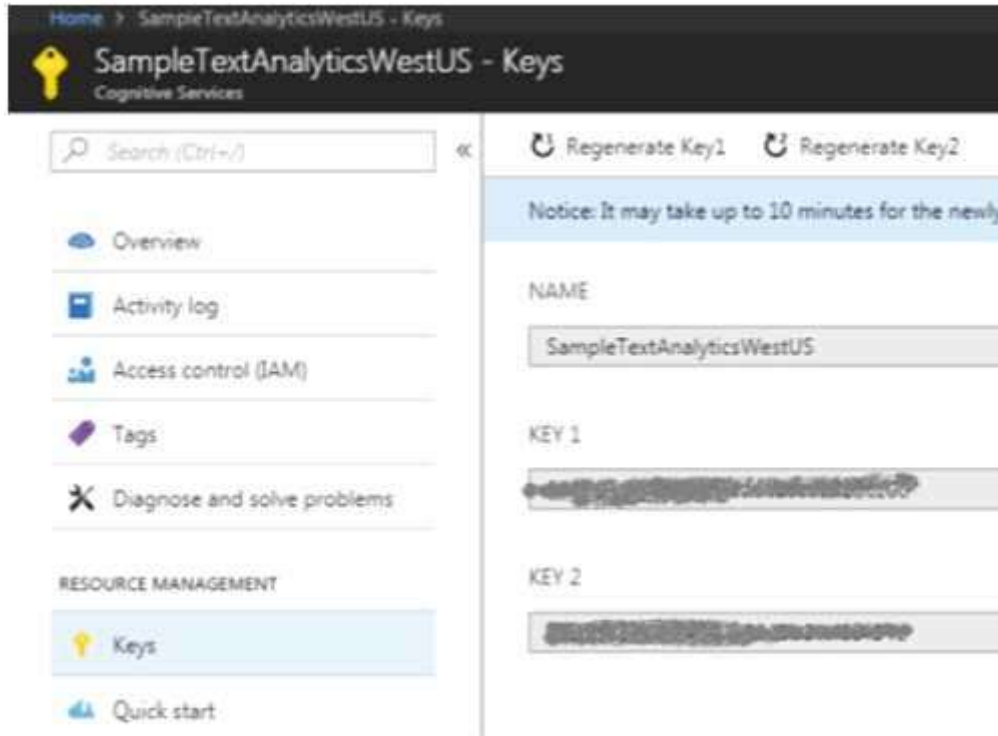 Home > SampleTextAnalyticsWestUS - Keys
SampleTextAnalyticsWestUS - Keys
Cognitive Services
Search (Ctrl+/)
Overview
Activity log
Access control (IAM)
Tags
Diagnose and solve problems
RESOURCE MANAGEMENT
Keys
Quick start
Regenerate Key1 Regenerate Key2
Notice: It may take up to 10 minutes for the newly
NAME
SampleTextAnalyticsWestUS
KEY 1
KEY 2